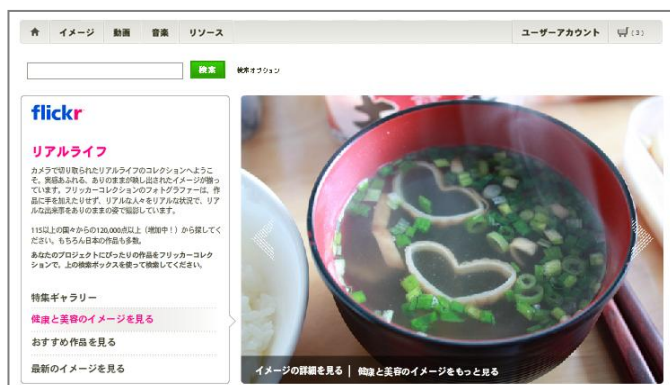 イメージ 動画 音楽 リソース ユーザーアカウント (3)
検索 検索オプション
flickr
リアルライフ
カメラで切り取られたリアルライフのコレクションへようこ
そ。実感あふれる、ありのままが映し出されたイメージが揃っ
ています。フリッカーコレクションのフォトグラファーは、作
品に手を加えたりせず、リアルな人々をリアルな状況で、リア
ルな出来事をありのままの姿で撮影しています。
115以上の国々からの120,000点以上（増加中！）から探してく
ださい。もちろん日本の作品も多数。
あなたのプロジェクトにぴったりの作品をフリッカーコレク
ションで、上の検索ボックスを使って検索してください。
特集ギャラリー
健康と美容のイメージを見る
おすすめ作品を見る
最新のイメージを見る
イメージの詳細を見る | 健康と美容のイメージをもっと見る